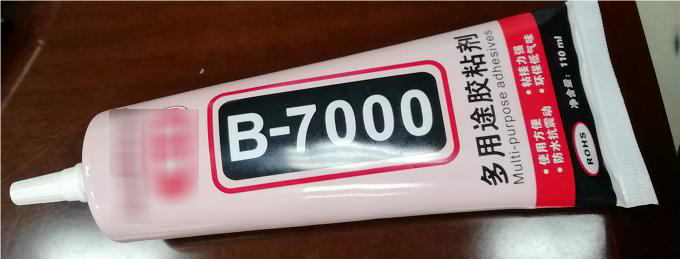 B-7000
多用途胶粘剂
Multi-purpose adhesives
•使用方便 •粘接力强
•防水抗震动 •环保低气味
ROHS
净含量：110 ml